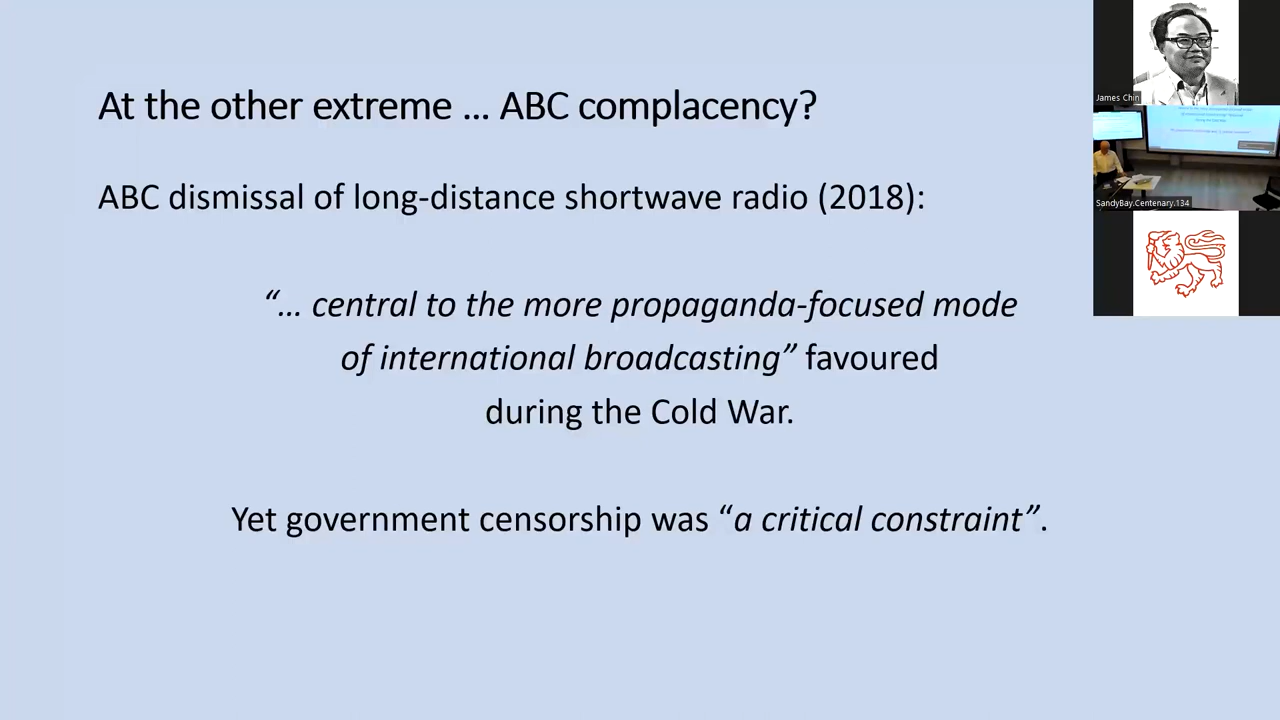 At the other extreme … ABC complacency?
ABC dismissal of long-distance shortwave radio (2018):
“… central to the more propaganda-focused mode
of international broadcasting” favoured
during the Cold War.
Yet government censorship was “a critical constraint”.
James Chin
SandyBay.Centenary.134